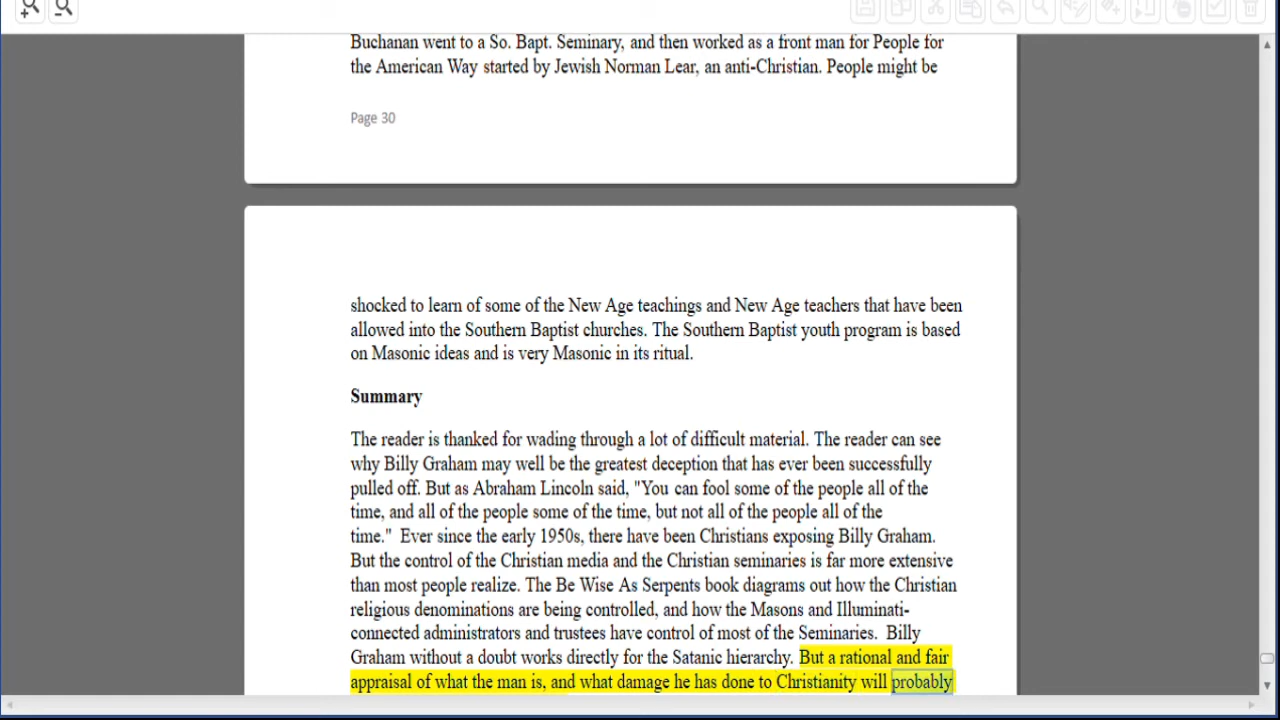 Buchanan went to a So. Bapt. Seminary, and then worked as a front man for People for
the American Way started by Jewish Norman Lear, an anti-Christian. People might be
Page 30
shocked to learn of some of the New Age teachings and New Age teachers that have been
allowed into the Southern Baptist churches. The Southern Baptist youth program is based
on Masonic ideas and is very Masonic in its ritual.
Summary
The reader is thanked for wading through a lot of difficult material. The reader can see
why Billy Graham may well be the greatest deception that has ever been successfully
pulled off. But as Abraham Lincoln said, "You can fool some of the people all of the
time, and all of the people some of the time, but not all of the people all of the
time." Ever since the early 1950s, there have been Christians exposing Billy Graham.
But the control of the Christian media and the Christian seminaries is far more extensive
than most people realize. The Be Wise As Serpents book diagrams out how the Christian
religious denominations are being controlled, and how the Masons and Illuminati-
connected administrators and trustees have control of most of the Seminaries. Billy
Graham without a doubt works directly for the Satanic hierarchy. But a rational and fair
appraisal of what the man is, and what damage he has done to Christianity will probably